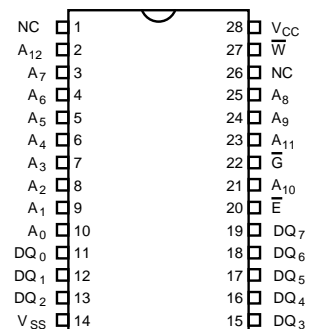 NC 1 28 VCC
A12 2 27 W̅
A7 3 26 NC
A6 4 25 A8
A5 5 24 A9
A4 6 23 A11
A3 7 22 G̅
A2 8 21 A10
A1 9 20 E̅
A0 10 19 DQ7
DQ0 11 18 DQ6
DQ1 12 17 DQ5
DQ2 13 16 DQ4
VSS 14 15 DQ3